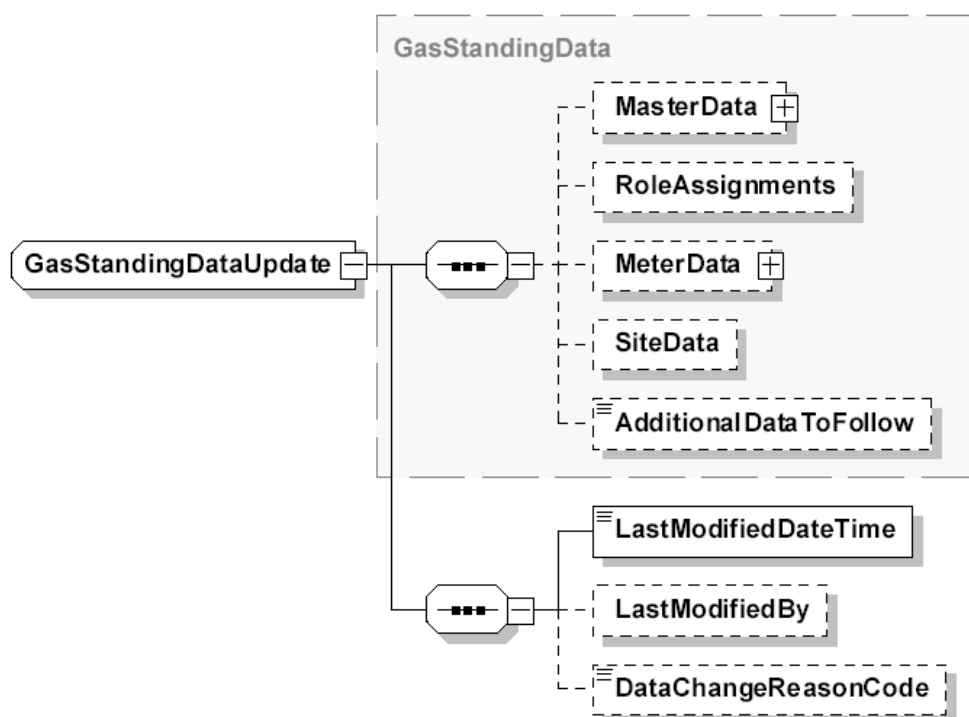 GasStandingData
MasterData
RoleAssignments
GasStandingDataUpdate
MeterData
SiteData
AdditionalDataToFollow
LastModifiedDateTime
LastModifiedBy
DataChangeReasonCode